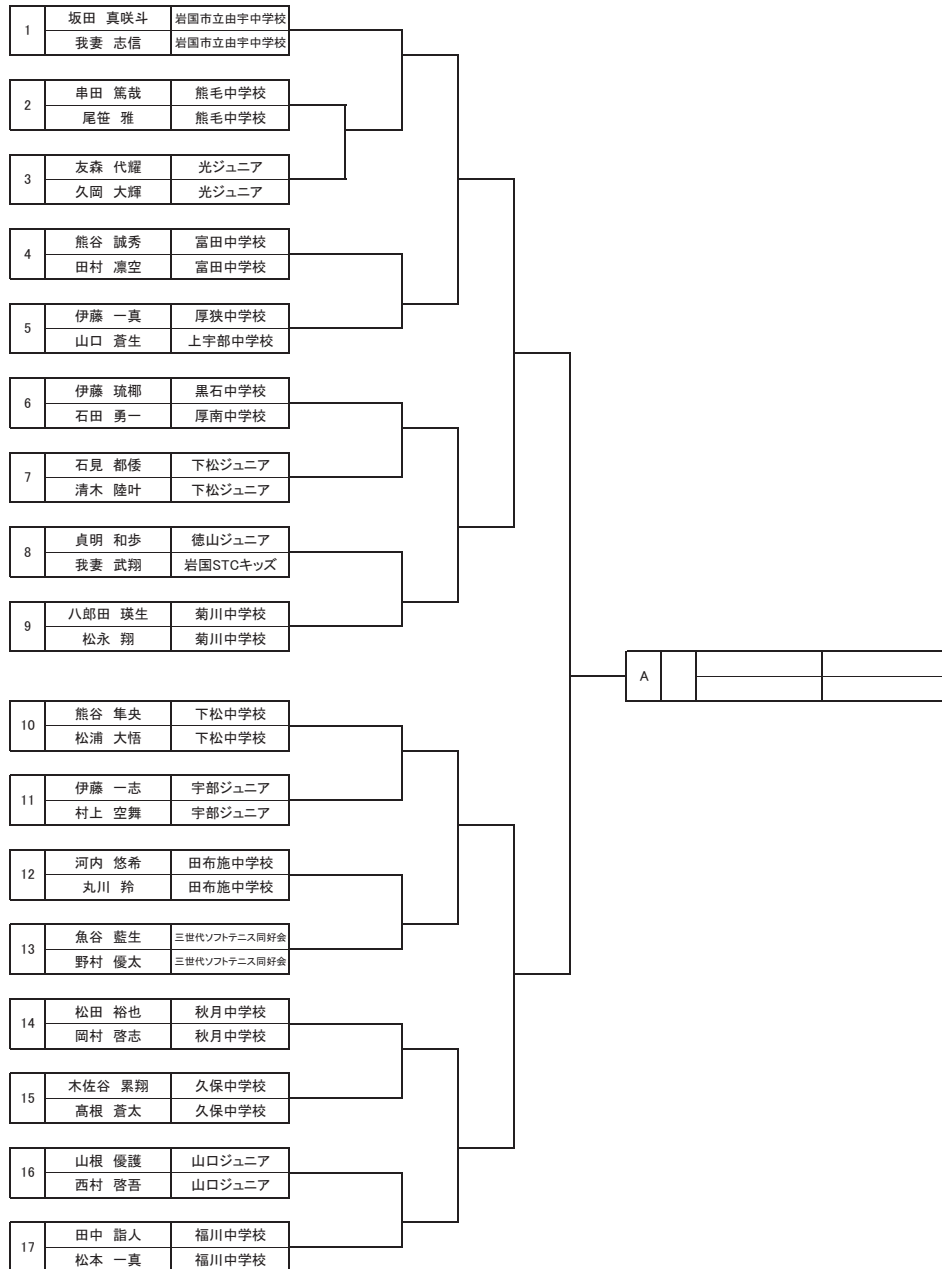 1 坂田 真咲斗 岩国市立由宇中学校
我妻 志信 岩国市立由宇中学校
2 串田 篤哉 熊毛中学校
尾笹 雅 熊毛中学校
3 友森 代耀 光ジュニア
久岡 大輝 光ジュニア
4 熊谷 誠秀 富田中学校
田村 凛空 富田中学校
5 伊藤 一真 厚狭中学校
山口 蒼生 上宇部中学校
6 伊藤 琉椰 黒石中学校
石田 勇一 厚南中学校
7 石見 都倭 下松ジュニア
清木 陸叶 下松ジュニア
8 貞明 和歩 徳山ジュニア
我妻 武翔 岩国STCキッズ
9 八郎田 瑛生 菊川中学校
松永 翔 菊川中学校
A
10 熊谷 隼央 下松中学校
松浦 大悟 下松中学校
11 伊藤 一志 宇部ジュニア
村上 空舞 宇部ジュニア
12 河内 悠希 田布施中学校
丸川 羚 田布施中学校
13 魚谷 藍生 三世代ソフトテニス同好会
野村 優太 三世代ソフトテニス同好会
14 松田 裕也 秋月中学校
岡村 啓志 秋月中学校
15 木佐谷 累翔 久保中学校
髙根 蒼太 久保中学校
16 山根 優護 山口ジュニア
西村 啓吾 山口ジュニア
17 田中 詣人 福川中学校
松本 一真 福川中学校